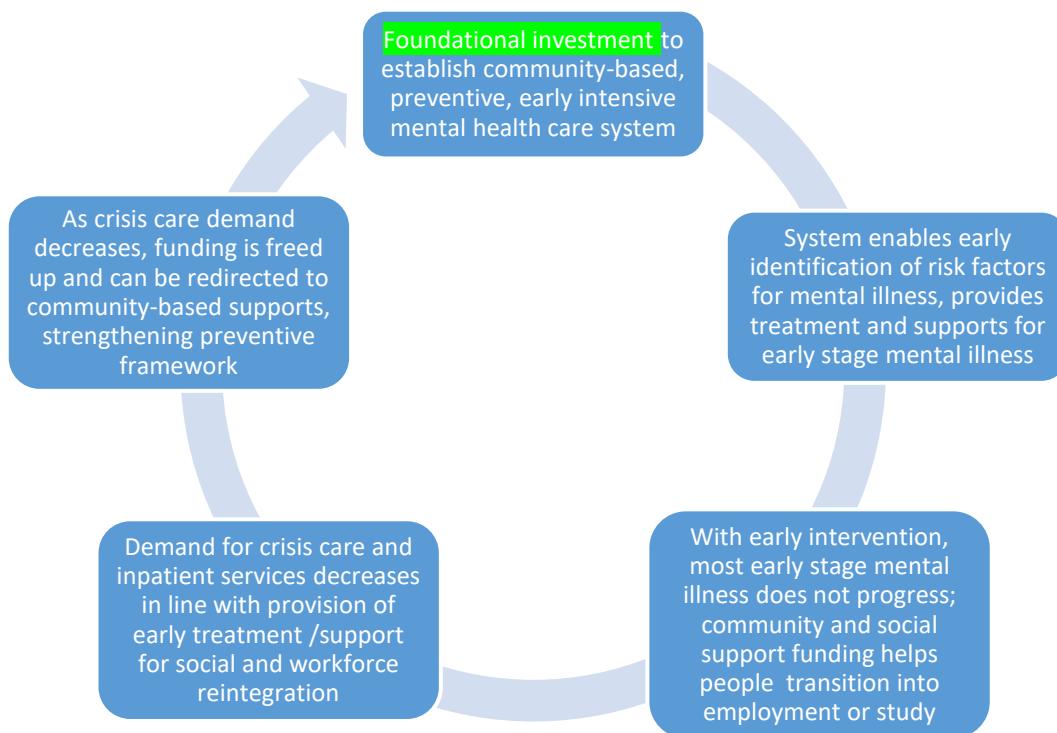 Foundational investment to
establish community-based,
preventive, early intensive
mental health care system
System enables early
identification of risk factors
for mental illness, provides
treatment and supports for
early stage mental illness
With early intervention,
most early stage mental
illness does not progress;
community and social
support funding helps
people transition into
employment or study
Demand for crisis care and
inpatient services decreases
in line with provision of
early treatment /support
for social and workforce
reintegration
As crisis care demand
decreases, funding is freed
up and can be redirected to
community-based supports,
strengthening preventive
framework